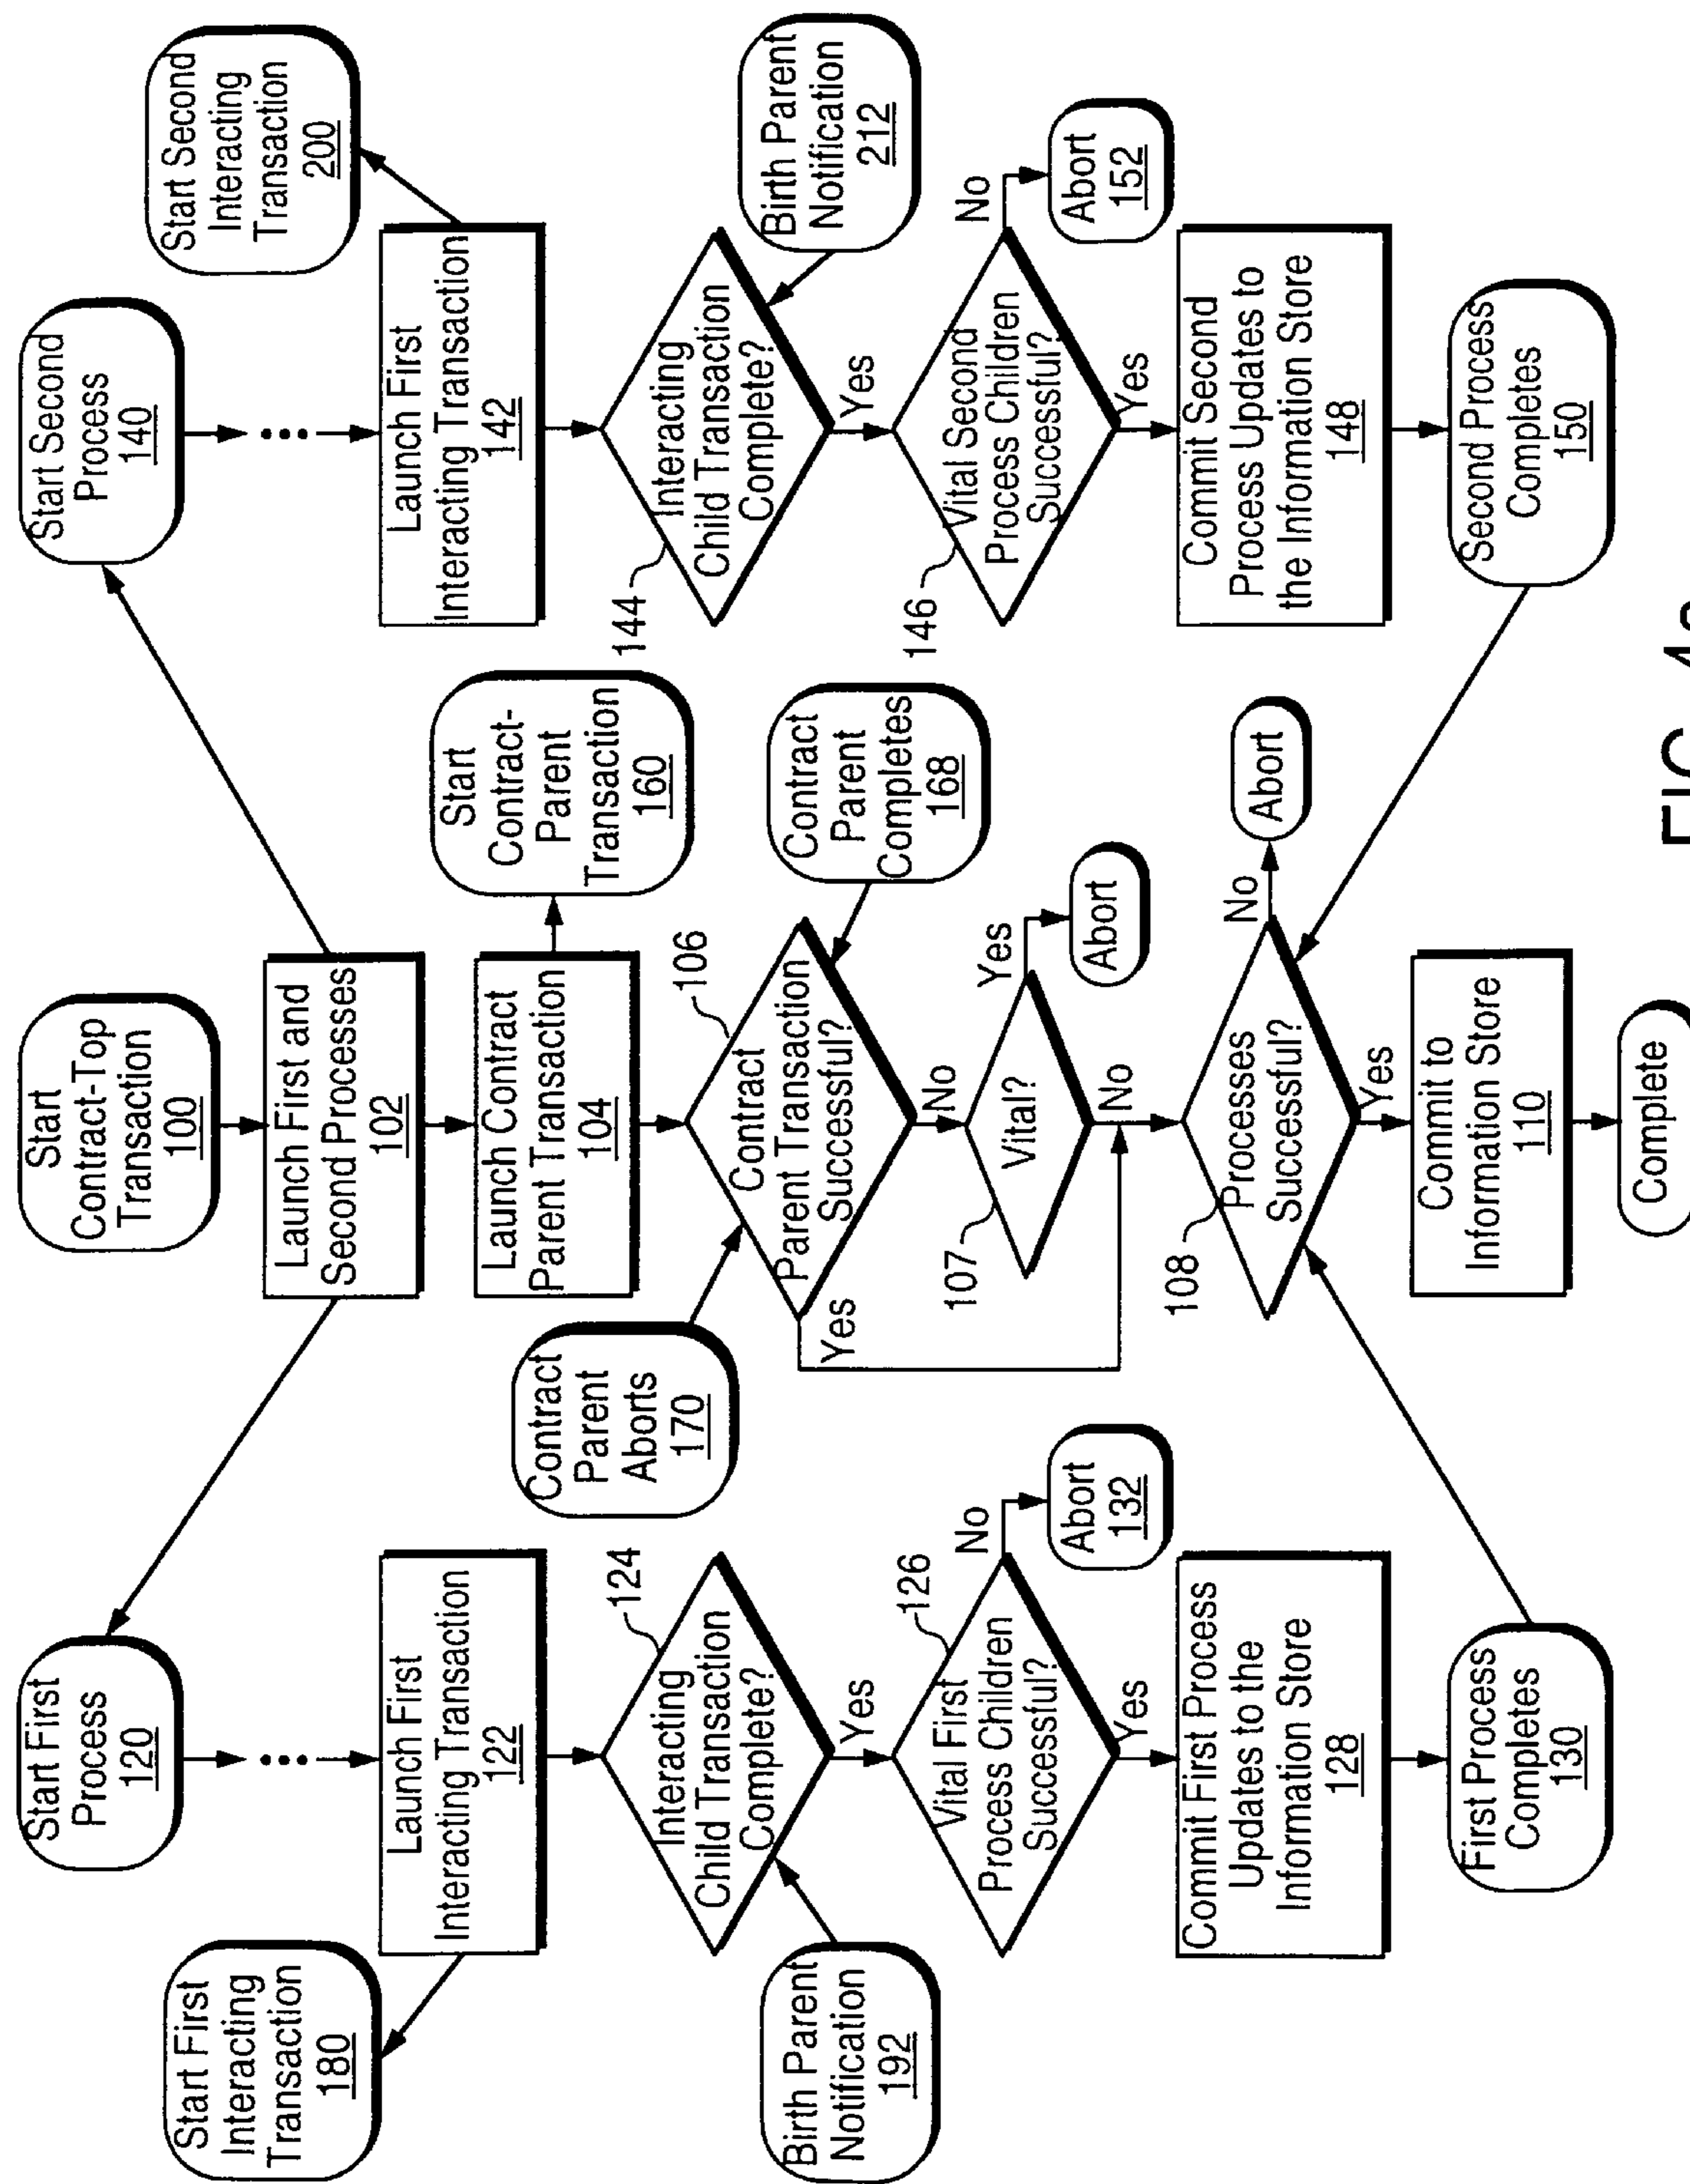 Start First
Process
120
Start First
Interacting
Transaction
180
Launch First
Interacting Transaction
122
Interacting
Child Transaction
Complete?
124
Birth Parent
Notification
192
Yes
Vital First
Process Children
Successful?
126
No
Abort
132
Yes
Commit First Process
Updates to the
Information Store
128
First Process
Completes
130
Start
Contract-Top
Transaction
100
Launch First and
Second Processes
102
Launch Contract
Parent Transaction
104
Start
Contract-
Parent
Transaction
160
Contract
Parent
Aborts
170
Contract
Parent Transaction
Successful?
106
Contract
Parent
Completes
168
Yes
No
Vital?
107
Yes
Abort
No
Processes
Successful?
108
No
Abort
Yes
Commit to
Information Store
110
Complete
Start Second
Process
140
Start Second
Interacting
Transaction
200
Launch First
Interacting Transaction
142
Interacting
Child Transaction
Complete?
144
Birth Parent
Notification
212
Yes
Vital Second
Process Children
Successful?
146
No
Abort
152
Yes
Commit Second
Process Updates to
the Information Store
148
Second Process
Completes
150
FIG.